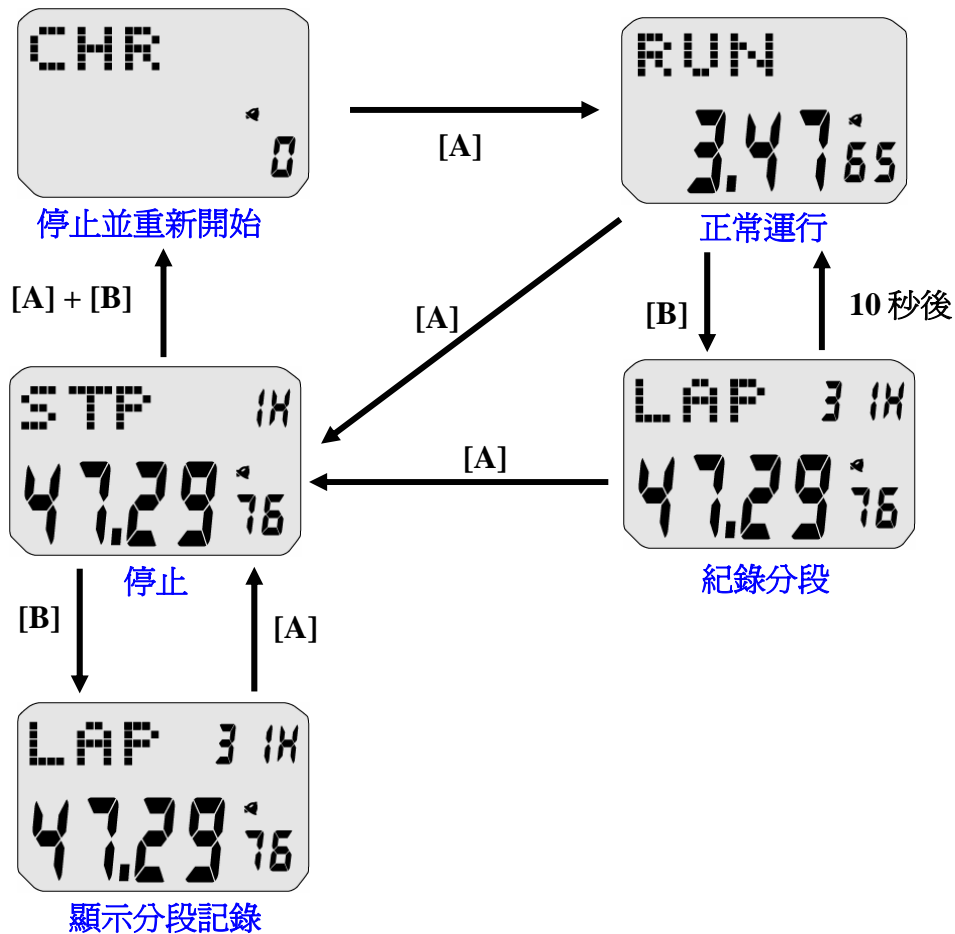 CHR
0
停止並重新開始
[A]
RUN
3.47 65
正常運行
[A] + [B]
[A]
[B]
10 秒後
STP 1H
47.29 76
停止
[A]
LAP 3 1H
47.29 76
紀錄分段
[B]
[A]
LAP 3 1H
47.29 76
顯示分段記錄